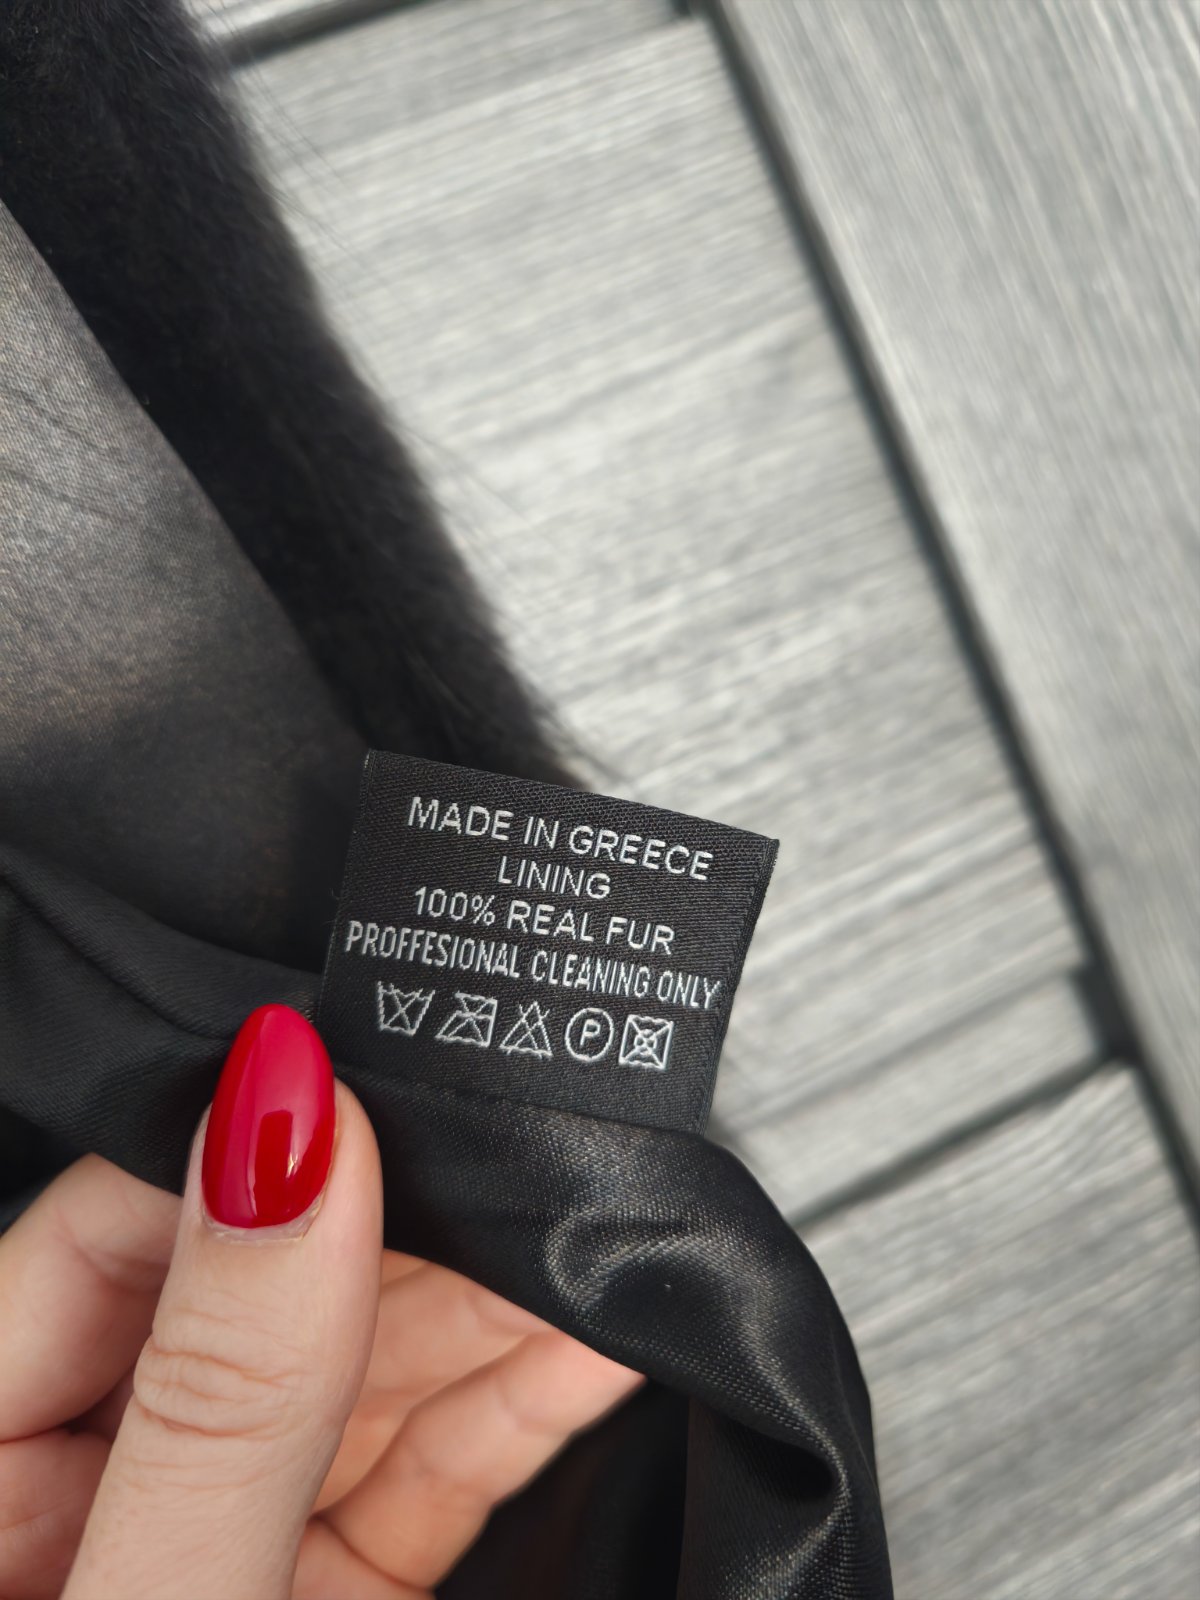 MADE IN GREECE
LINING
100% REAL FUR
PROFFESIONAL CLEANING ONLY
P